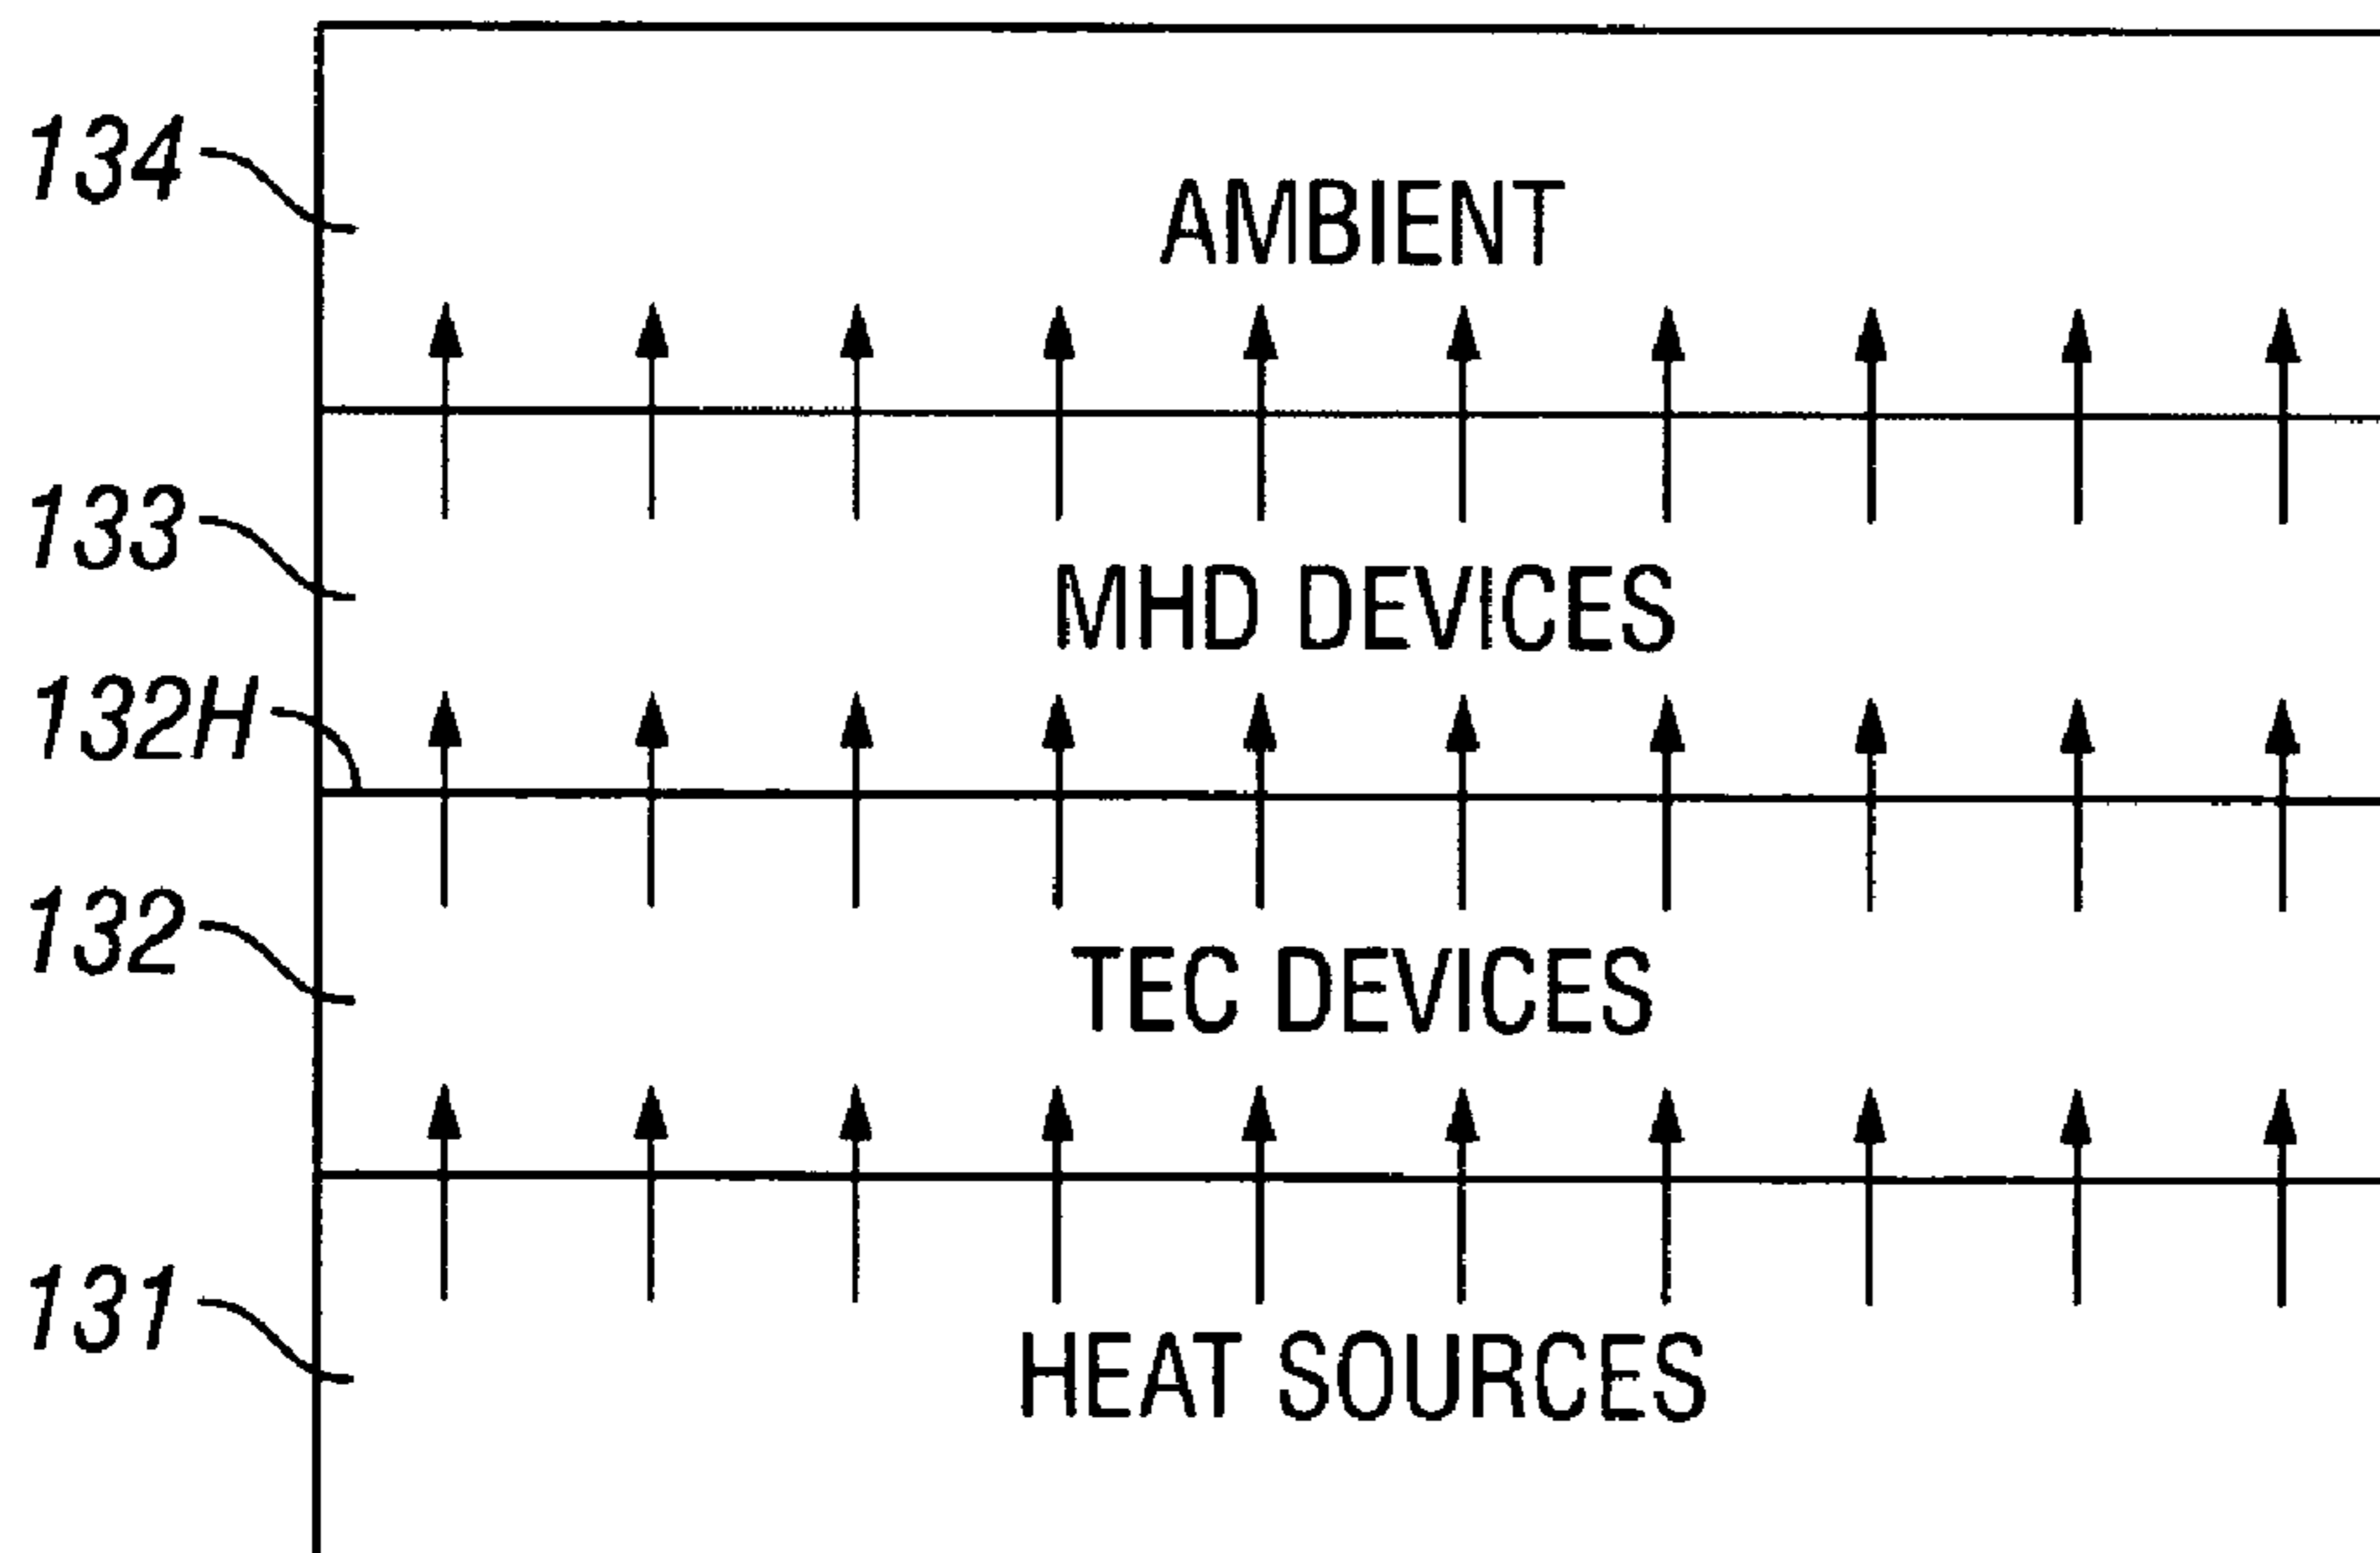 134
AMBIENT
133
MHD DEVICES
132H
132
TEC DEVICES
131
HEAT SOURCES